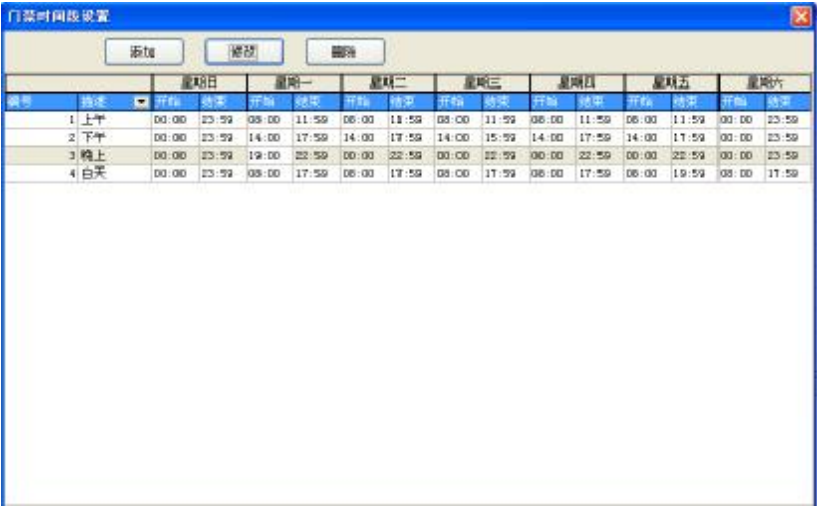 门禁时间段设置
添加 修改 删除
星期日 星期一 星期二 星期三 星期四 星期五 星期六
编号 描述 开始 结束 开始 结束 开始 结束 开始 结束 开始 结束 开始 结束 开始 结束
1 上午 00:00 23:59 08:00 11:59 08:00 11:59 08:00 11:59 08:00 11:59 08:00 11:59 00:00 23:59
2 下午 00:00 23:59 14:00 17:59 14:00 17:59 14:00 15:59 14:00 17:59 14:00 17:59 00:00 23:59
3 晚上 00:00 23:59 19:00 22:59 00:00 22:59 00:00 22:59 00:00 22:59 00:00 22:59 00:00 23:59
4 白天 00:00 23:59 08:00 17:59 08:00 17:59 08:00 17:59 08:00 17:59 08:00 19:59 08:00 17:59